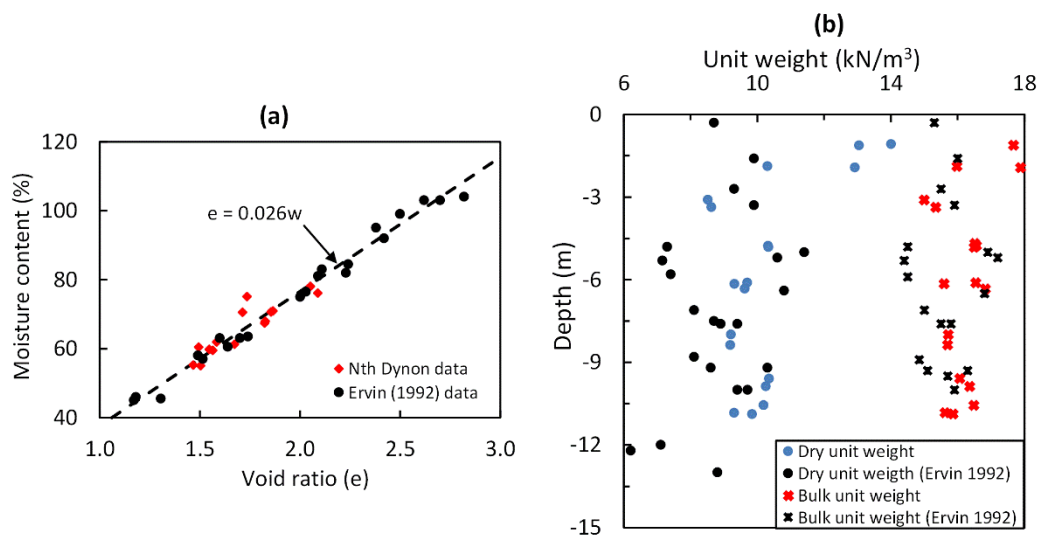 (a)
120
100
80
60
40
1.0 1.5 2.0 2.5 3.0
Moisture content (%)
Void ratio (e)
e = 0.026w
Nth Dynon data
Ervin (1992) data
(b)
Unit weight (kN/m³)
6 10 14 18
0
-3
-6
-9
-12
-15
Depth (m)
Dry unit weight
Dry unit weigth (Ervin 1992)
Bulk unit weight
Bulk unit weight (Ervin 1992)